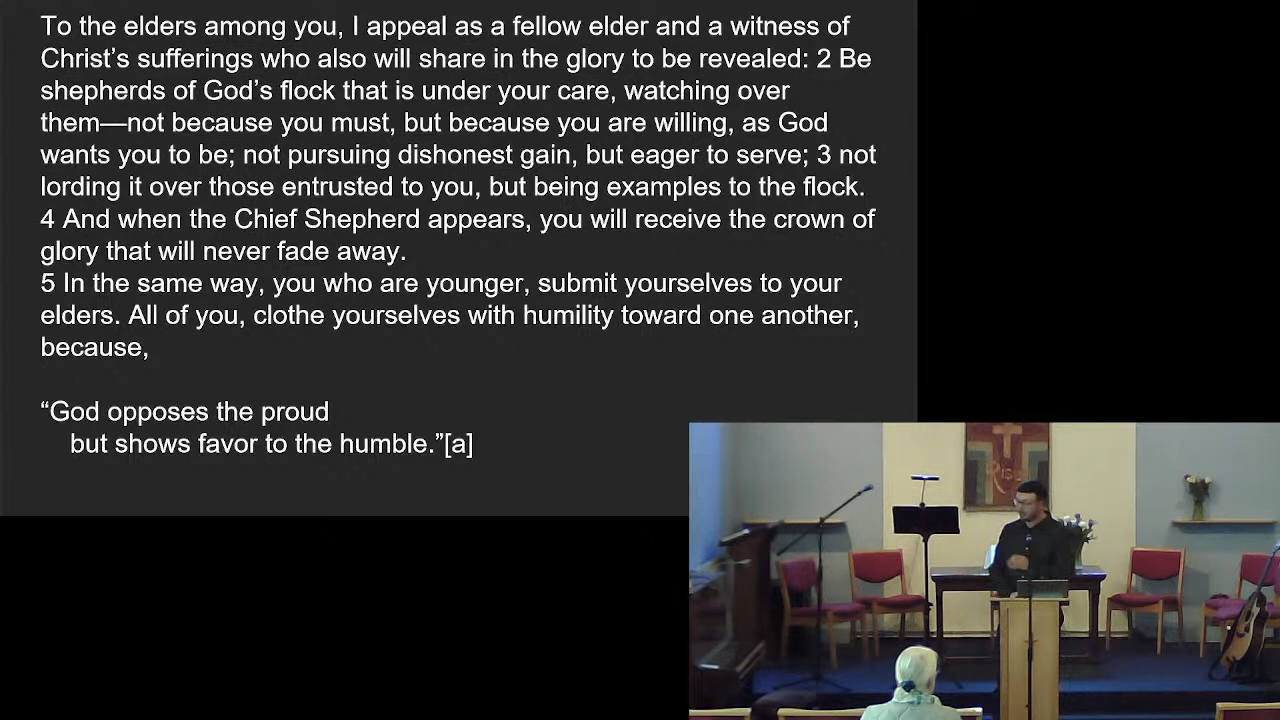 To the elders among you, I appeal as a fellow elder and a witness of
Christ’s sufferings who also will share in the glory to be revealed: 2 Be
shepherds of God’s flock that is under your care, watching over
them—not because you must, but because you are willing, as God
wants you to be; not pursuing dishonest gain, but eager to serve; 3 not
lording it over those entrusted to you, but being examples to the flock.
4 And when the Chief Shepherd appears, you will receive the crown of
glory that will never fade away.
5 In the same way, you who are younger, submit yourselves to your
elders. All of you, clothe yourselves with humility toward one another,
because,
“God opposes the proud
but shows favor to the humble.”[a]